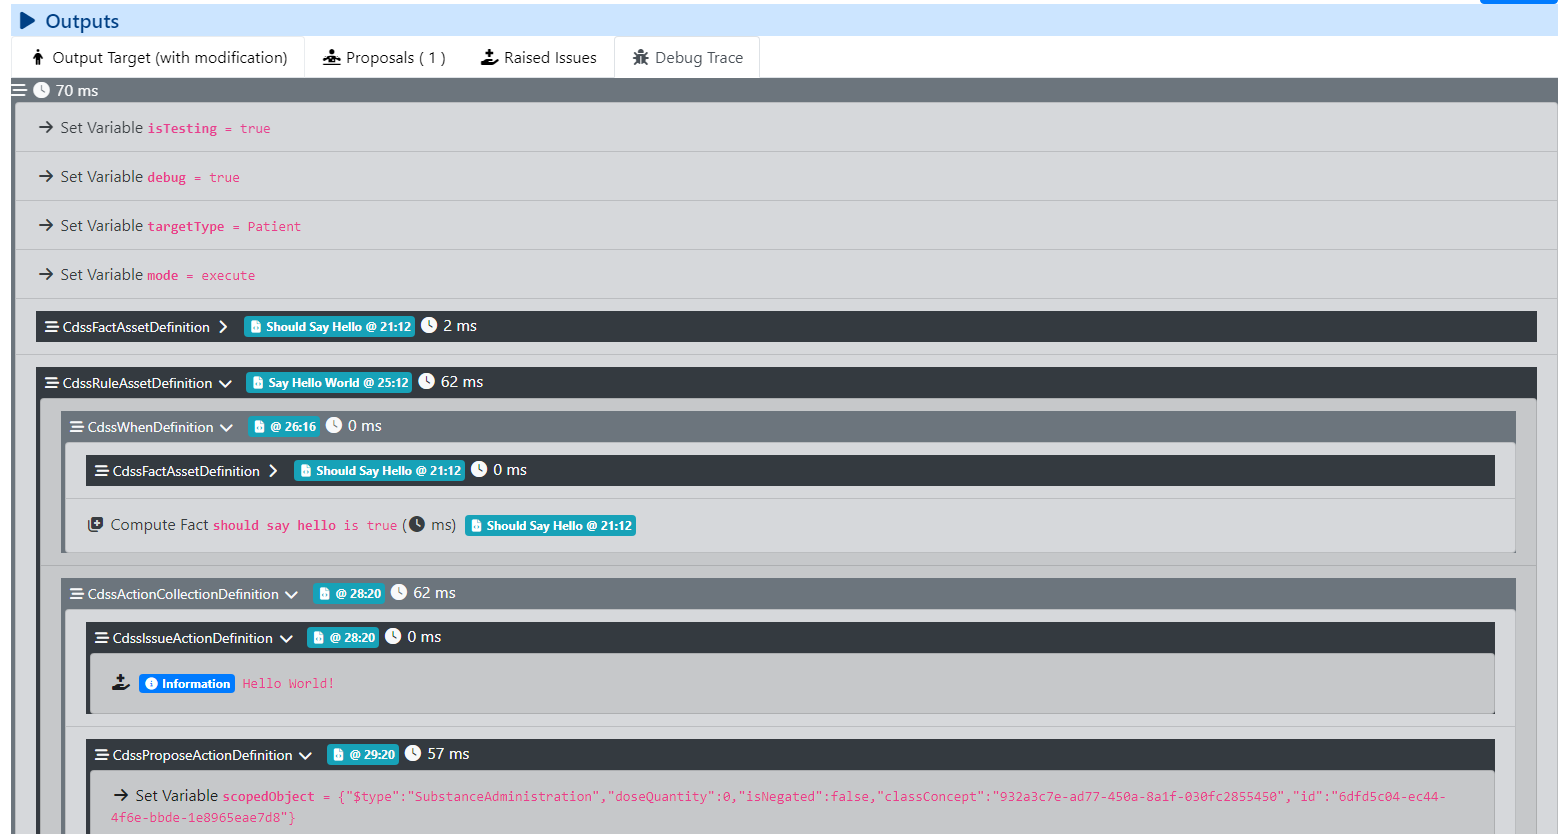 Outputs
Output Target (with modification) Proposals ( 1 ) Raised Issues Debug Trace
70 ms
Set Variable isTesting = true
Set Variable debug = true
Set Variable targetType = Patient
Set Variable mode = execute
CdssFactAssetDefinition Should Say Hello @ 21:12 2 ms
CdssRuleAssetDefinition Say Hello World @ 25:12 62 ms
CdssWhenDefinition @ 26:16 0 ms
CdssFactAssetDefinition Should Say Hello @ 21:12 0 ms
Compute Fact should say hello is true ( ms) Should Say Hello @ 21:12
CdssActionCollectionDefinition @ 28:20 62 ms
CdssIssueActionDefinition @ 28:20 0 ms
Information Hello World!
CdssProposeActionDefinition @ 29:20 57 ms
Set Variable scopedObject = {"$type":"SubstanceAdministration","doseQuantity":0,"isNegated":false,"classConcept":"932a3c7e-ad77-450a-8a1f-030fc2855450","id":"6dfd5c04-ec44-
4f6e-bbde-1e8965eae7d8"}